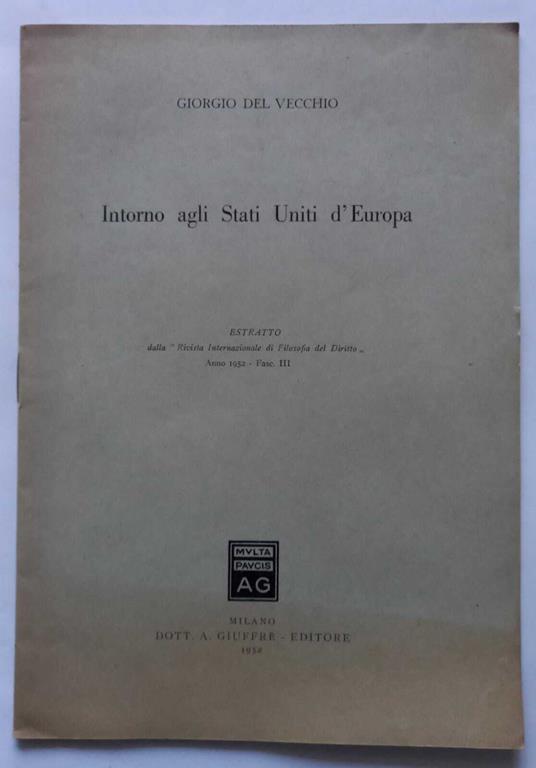 GIORGIO DEL VECCHIO
Intorno agli Stati Uniti d'Europa
ESTRATTO
dalla " Rivista Internazionale di Filosofia del Diritto „
Anno 1952 - Fasc. III
MVLTA
PAVCIS
AG
MILANO
DOTT. A. GIUFFRÈ - EDITORE
1952